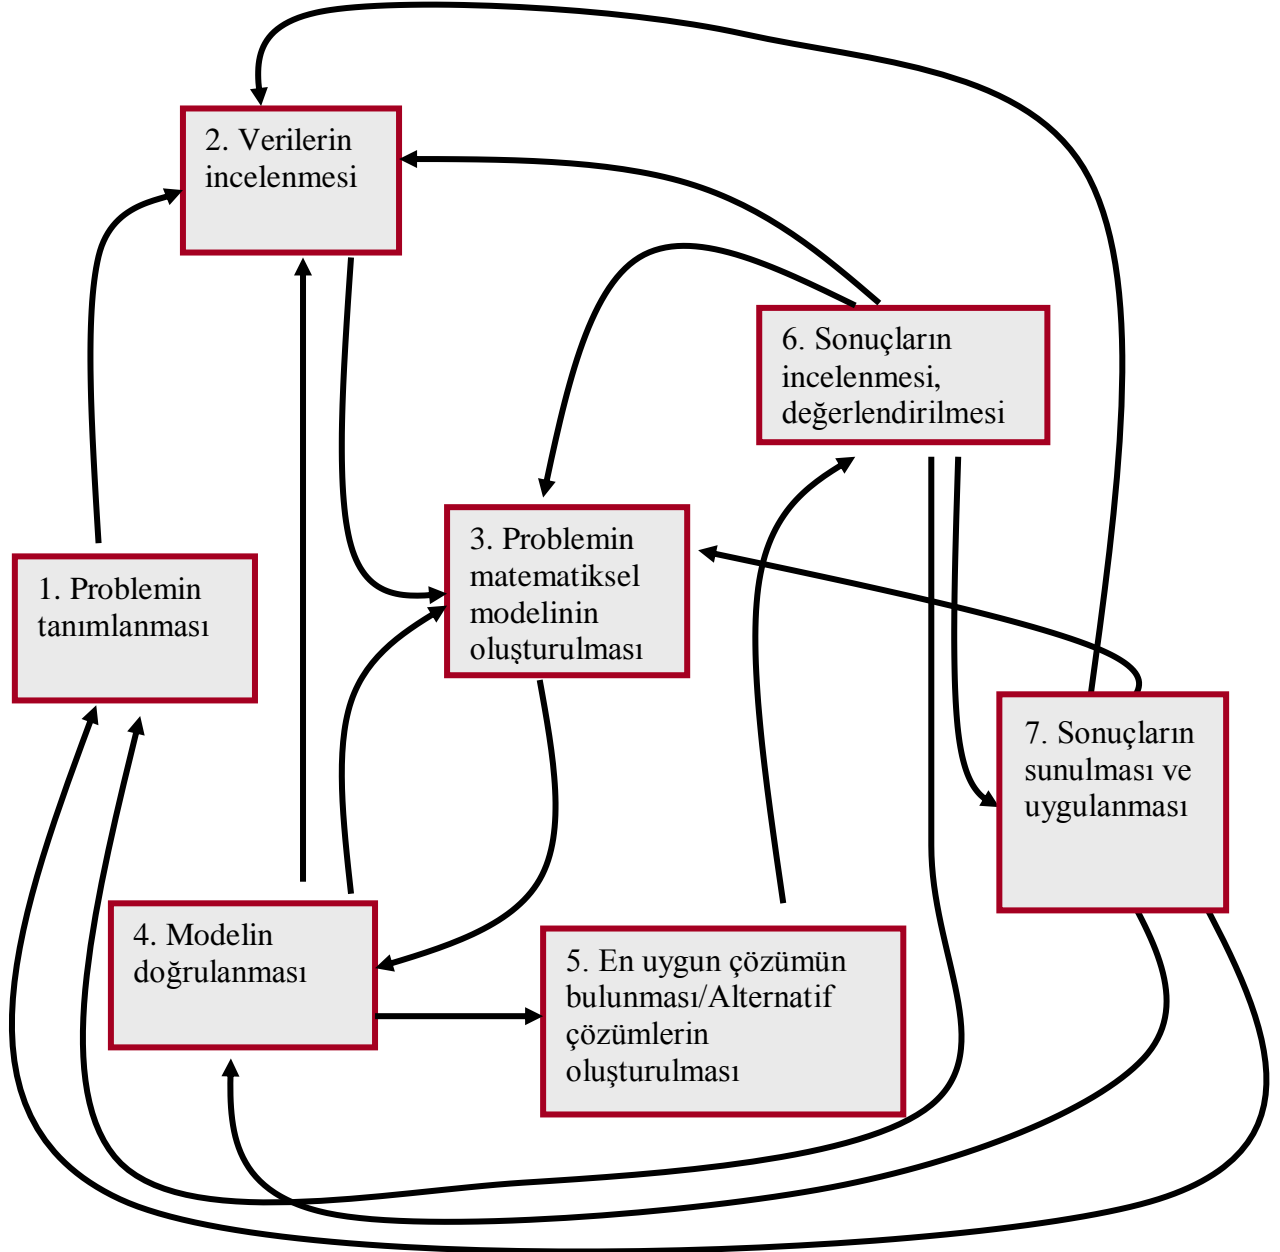 2. Verilerin
incelenmesi
6. Sonuçların
incelenmesi,
değerlendirilmesi
3. Problemin
matematiksel
modelinin
oluşturulması
1. Problemin
tanımlanması
7. Sonuçların
sunulması ve
uygulanması
4. Modelin
doğrulanması
5. En uygun çözümün
bulunması/Alternatif
çözümlerin
oluşturulması